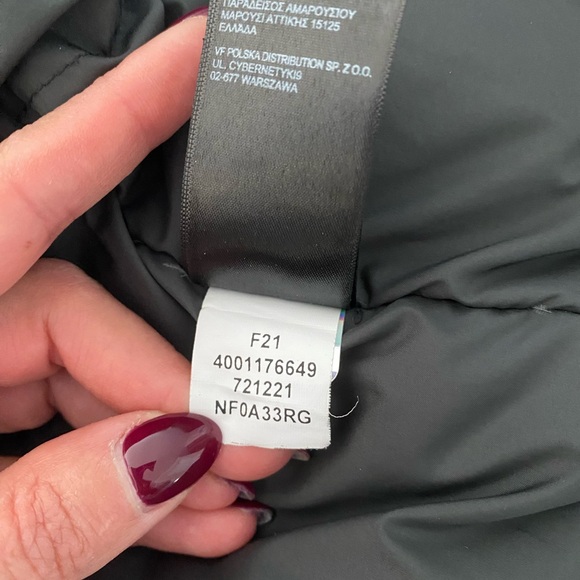 ΠΑΡΑΔΕΙΣΟΣ ΑΜΑΡΟΥΣΙΟΥ
ΜΑΡΟΥΣΙ ΑΤΤΙΚΗΣ 15125
ΕΛΛΑΔΑ
VF POLSKA DISTRIBUTION SP. Z O.O.
UL. CYBERNETYKI9
02-677 WARSZAWA
F21
4001176649
721221
NF0A33RG